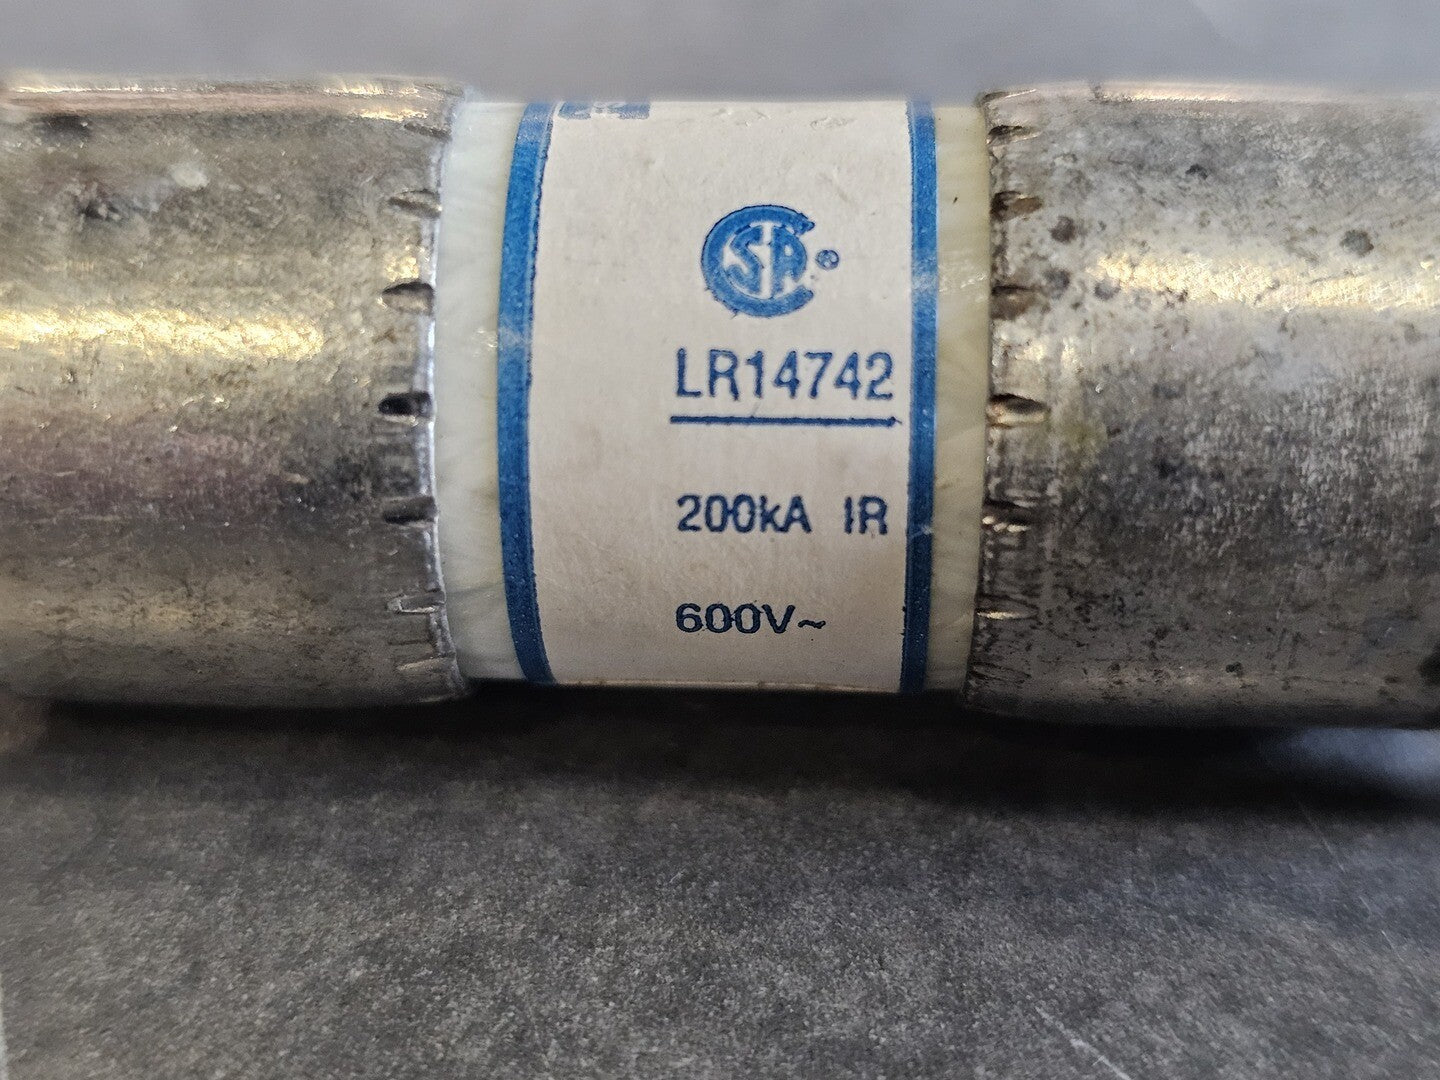 CSA®
LR14742
200kA IR
600V~